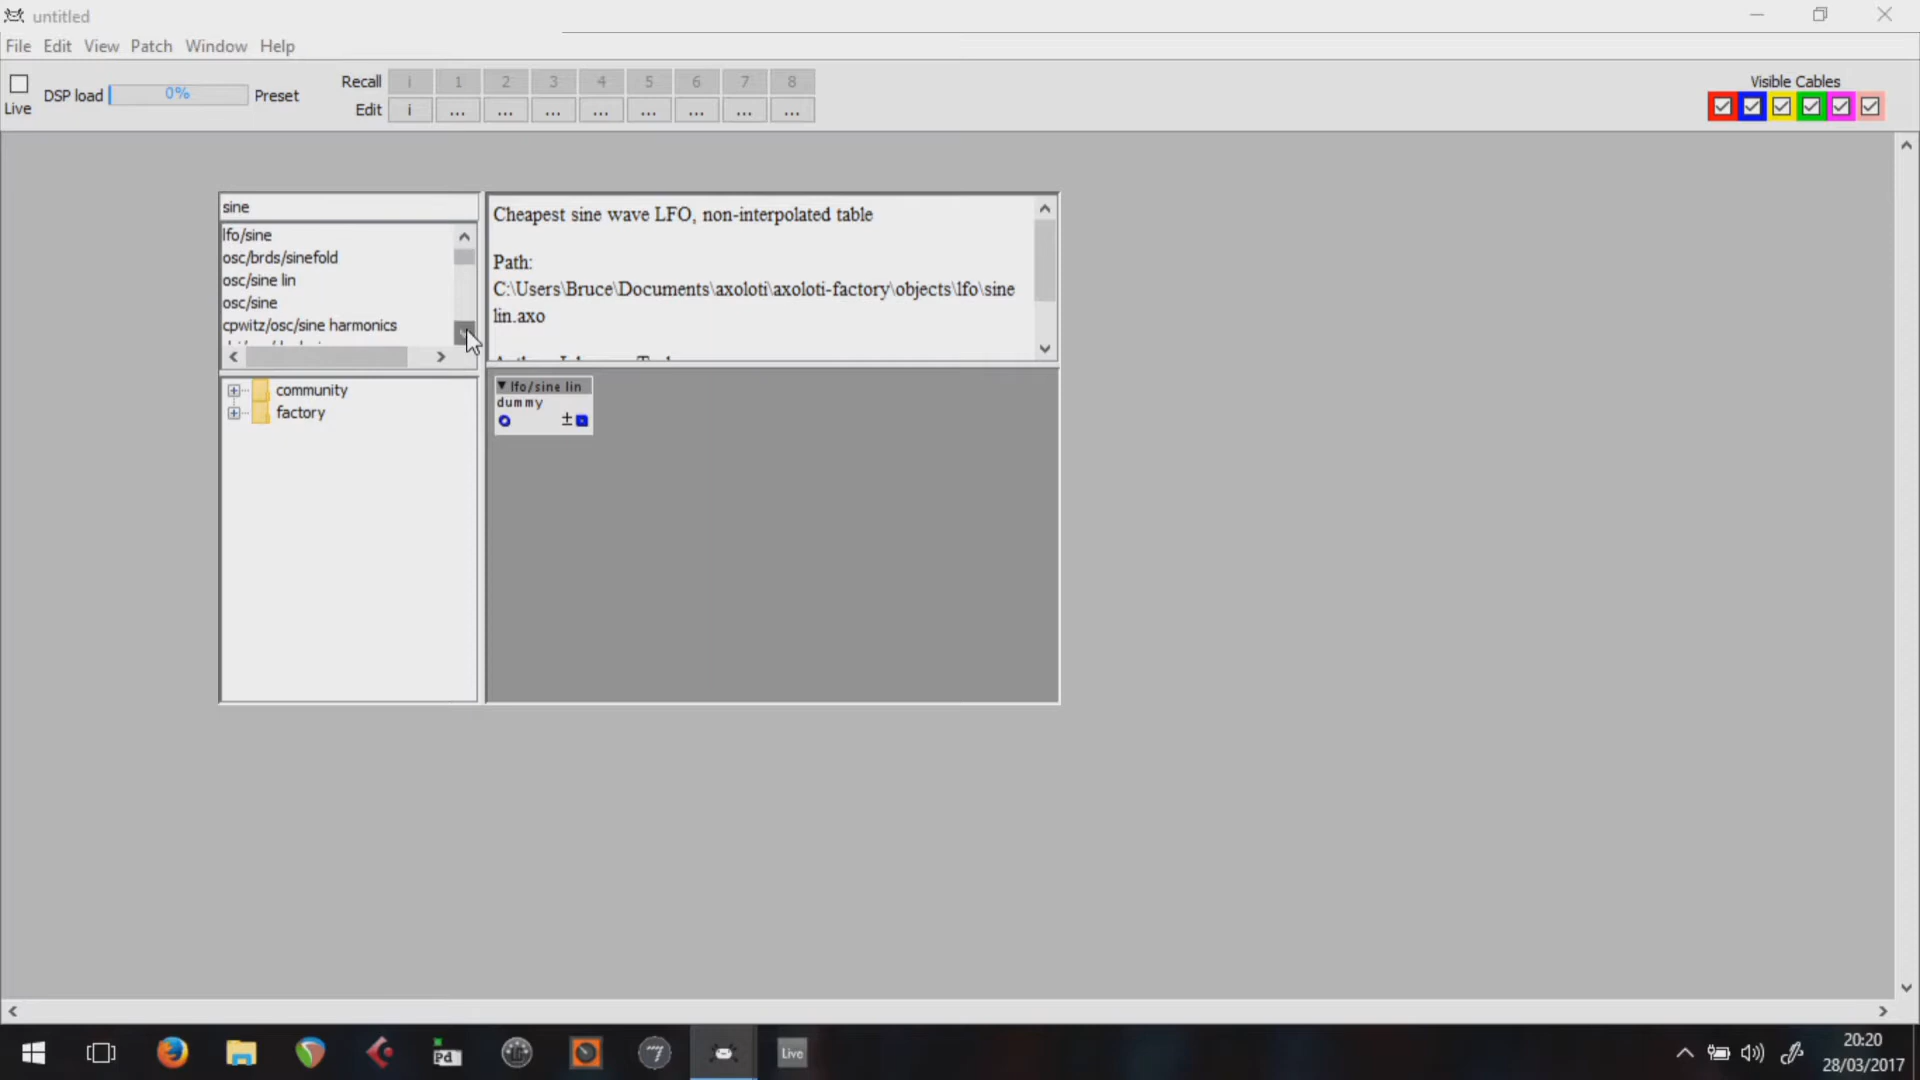 untitled
File Edit View Patch Window Help
Live
DSP load 0% Preset
Recall i 1 2 3 4 5 6 7 8
Edit i ... ... ... ... ... ... ... ...
Visible Cables
sine
lfo/sine
osc/brds/sinefold
osc/sine lin
osc/sine
cpwitz/osc/sine harmonics
community
factory
Cheapest sine wave LFO, non-interpolated table
Path:
C:\Users\Bruce\Documents\axoloti\axoloti-factory\objects\lfo\sine
lin.axo
lfo/sine lin
dummy
±
Pd
Live
20:20
28/03/2017